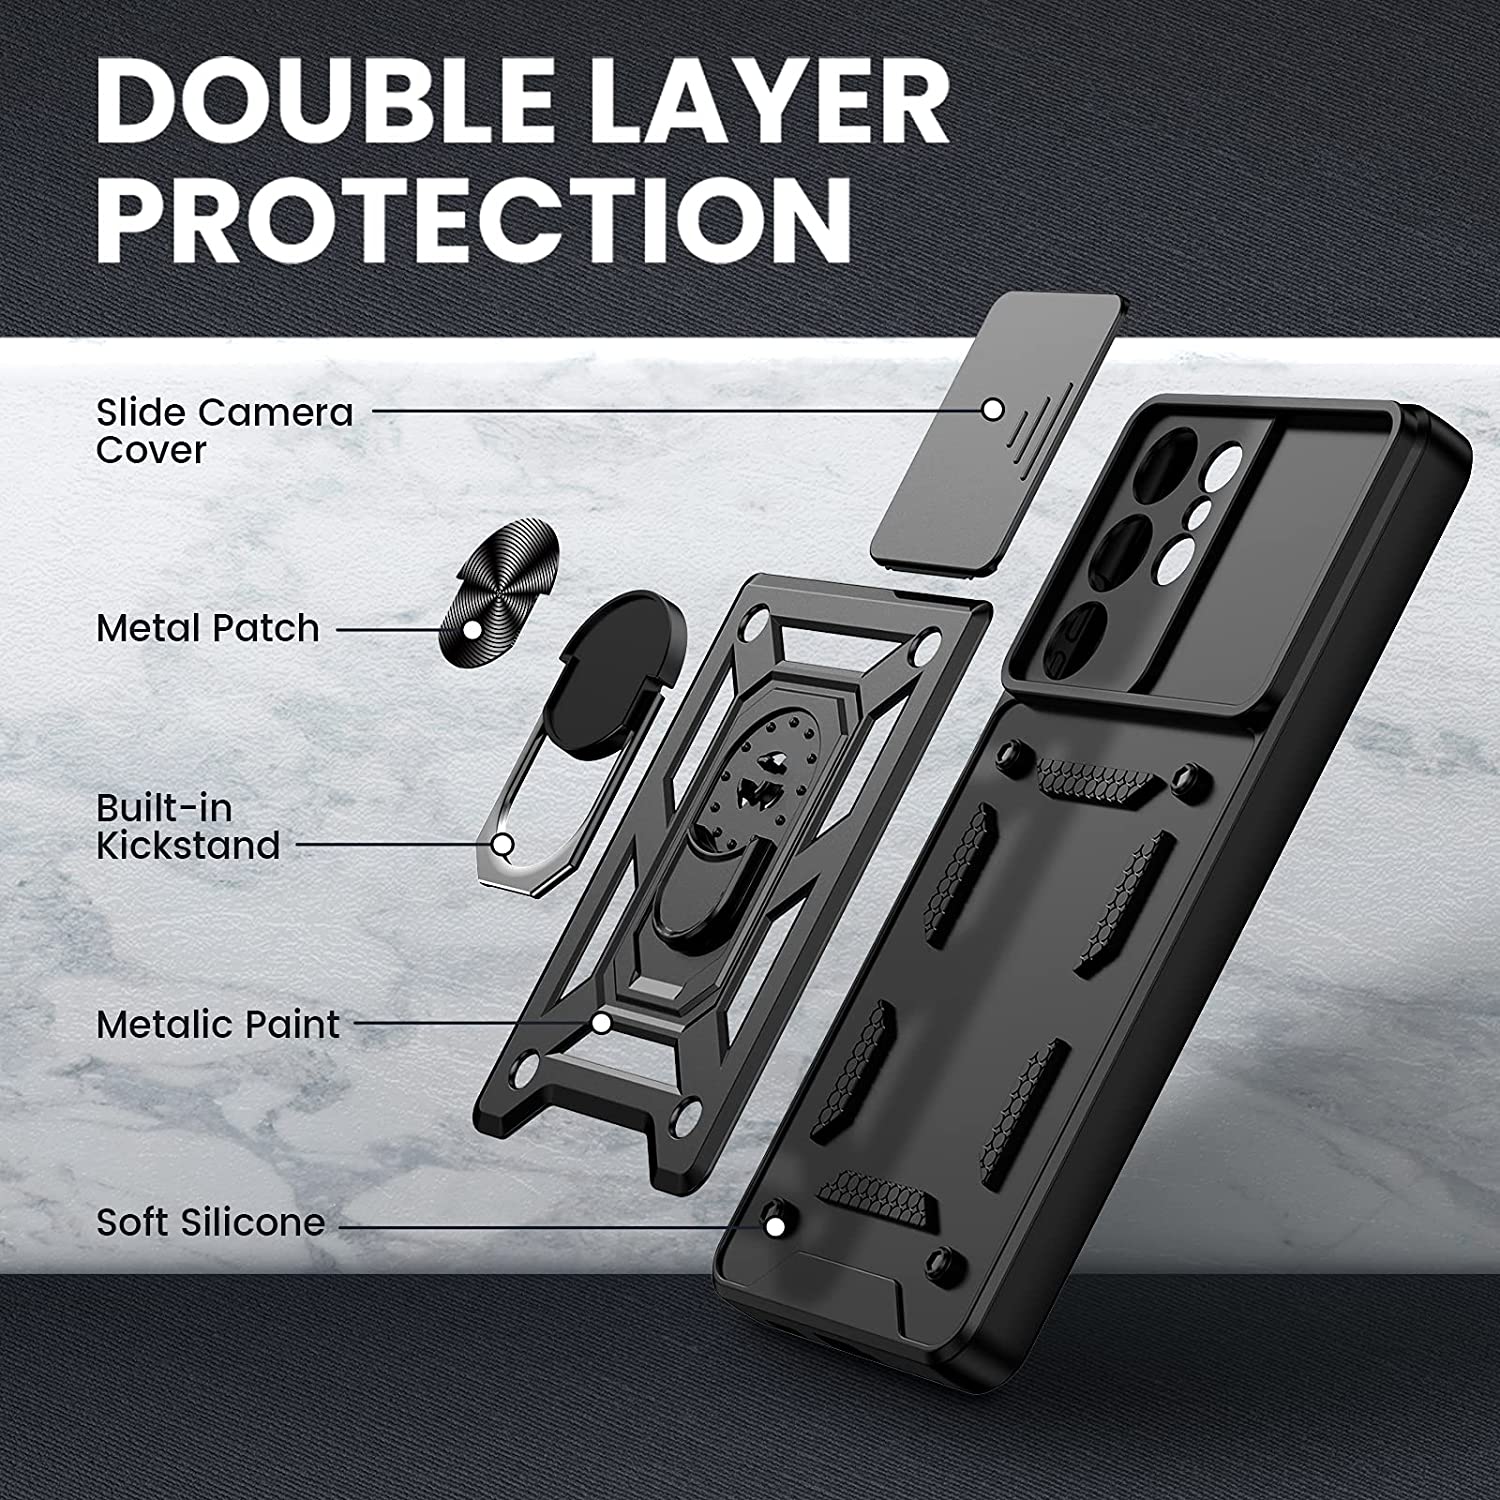 DOUBLE LAYER
PROTECTION
Slide Camera
Cover
Metal Patch
Built-in
Kickstand
Metalic Paint
Soft Silicone